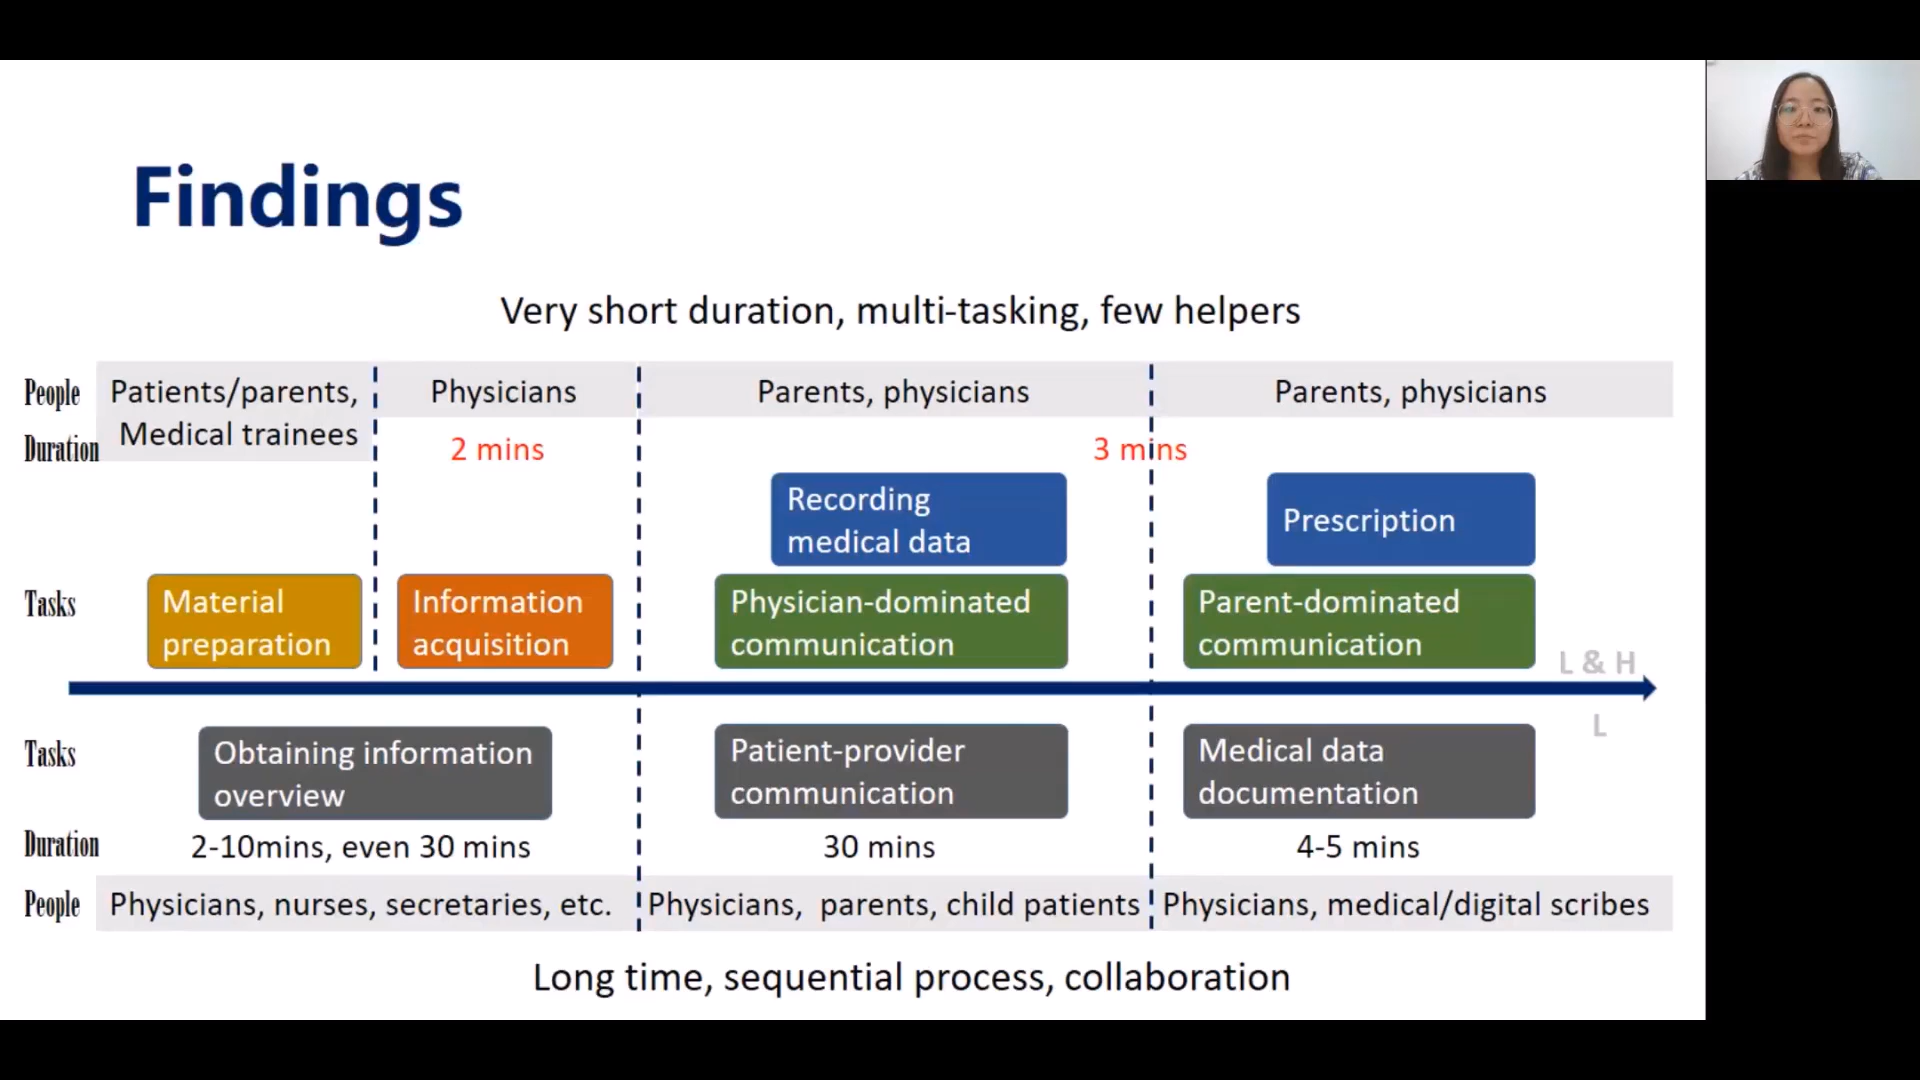 Findings
Very short duration, multi-tasking, few helpers
People
Patients/parents,
Medical trainees
Physicians
Parents, physicians
Parents, physicians
Duration
2 mins
3 mins
Recording
medical data
Prescription
Tasks
Material
preparation
Information
acquisition
Physician-dominated
communication
Parent-dominated
communication
L & H
L
Tasks
Obtaining information
overview
Patient-provider
communication
Medical data
documentation
Duration
2-10mins, even 30 mins
30 mins
4-5 mins
People
Physicians, nurses, secretaries, etc.
Physicians, parents, child patients
Physicians, medical/digital scribes
Long time, sequential process, collaboration